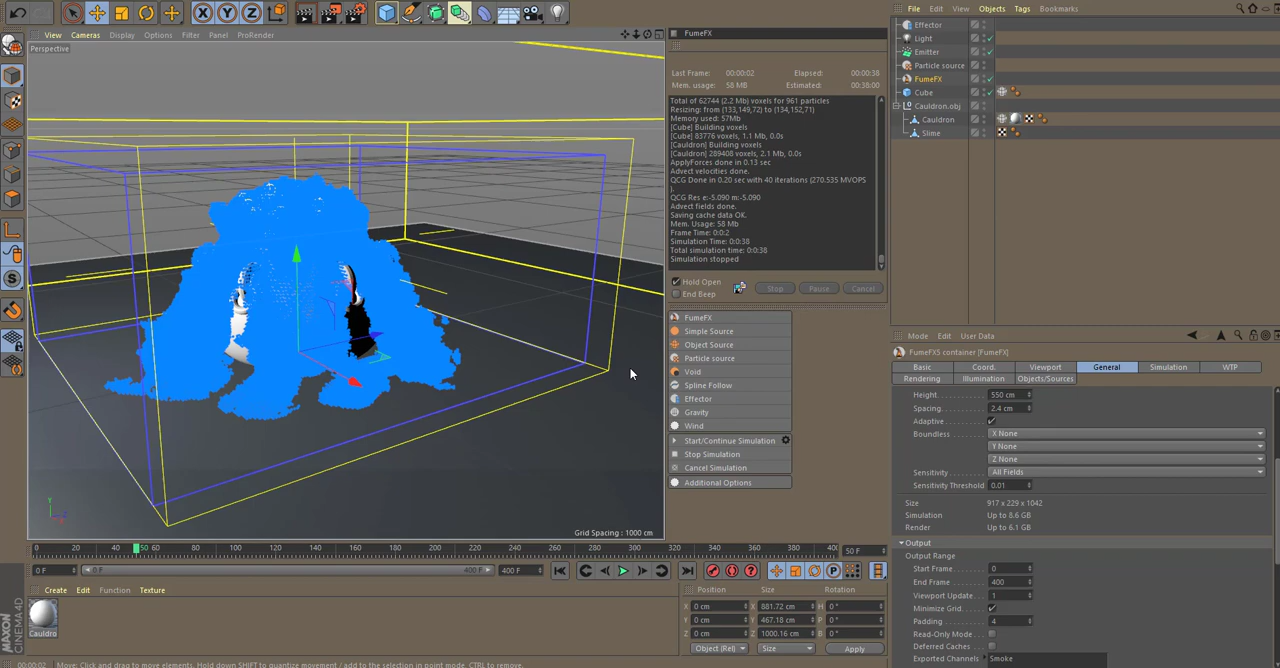 View Cameras Display Options Filter Panel ProRender
Perspective
Grid Spacing : 1000 cm
0 20 40 50 60 80 100 120 140 160 180 200 220 240 260 280 300 320 340 360 380 400
50 F
0 F
0 F
400 F
400 F
Create Edit Function Texture
Cauldro
MAXON
CINEMA 4D
00:00:02 Move: Click and drag to move elements. Hold down SHIFT to quantize movement / add to the selection in point mode, CTRL to remove.
FumeFX
Last Frame: 00:00:02 Elapsed: 00:00:38
Mem. usage: 58 MB Estimated: 00:38:00
Total of 62744 (2.2 Mb) voxels for 961 particles
Resizing: from (133,149,72) to (134,152,71)
Memory used: 57Mb
[Cube] Building voxels
[Cube] 83776 voxels, 1.1 Mb, 0.0s
[Cauldron] Building voxels
[Cauldron] 289408 voxels, 2.1 Mb, 0.0s
ApplyForces done in 0.13 sec
Advect velocities done.
QCG Done in 0.20 sec with 40 iterations (270.535 MVOPS
).
QCG Res e:-5.090 m:-5.090
Advect fields done.
Saving cache data OK.
Mem. Usage: 58 MB
Frame Time: 0:0:2
Simulation Time: 0:0:38
Total simulation time: 0:0:38
Simulation stopped
Hold Open
End Beep
Stop Pause Cancel
FumeFX
Simple Source
Object Source
Particle source
Void
Spline Follow
Effector
Gravity
Wind
Start/Continue Simulation
Stop Simulation
Cancel Simulation
Additional Options
Position Size Rotation
X 0 cm X 881.72 cm H 0 °
Y 0 cm Y 467.18 cm P 0 °
Z 0 cm Z 1000.16 cm B 0 °
Object (Rel) Size Apply
File Edit View Objects Tags Bookmarks
Effector
Light
Emitter
Particle source
FumeFX
Cube
Cauldron.obj
Cauldron
Slime
Mode Edit User Data
FumeFX5 container [FumeFX]
Basic Coord. Viewport General Simulation WTP
Rendering Illumination Objects/Sources
Height 550 cm
Spacing 2.4 cm
Adaptive
Boundless X None
Y None
Z None
Sensitivity All Fields
Sensitivity Threshold 0.01
Size 917 x 229 x 1042
Simulation Up to 8.6 GB
Render Up to 6.1 GB
Output
Output Range
Start Frame 0
End Frame 400
Viewport Update 1
Minimize Grid
Padding 4
Read-Only Mode
Deferred Caches
Exported Channels Smoke